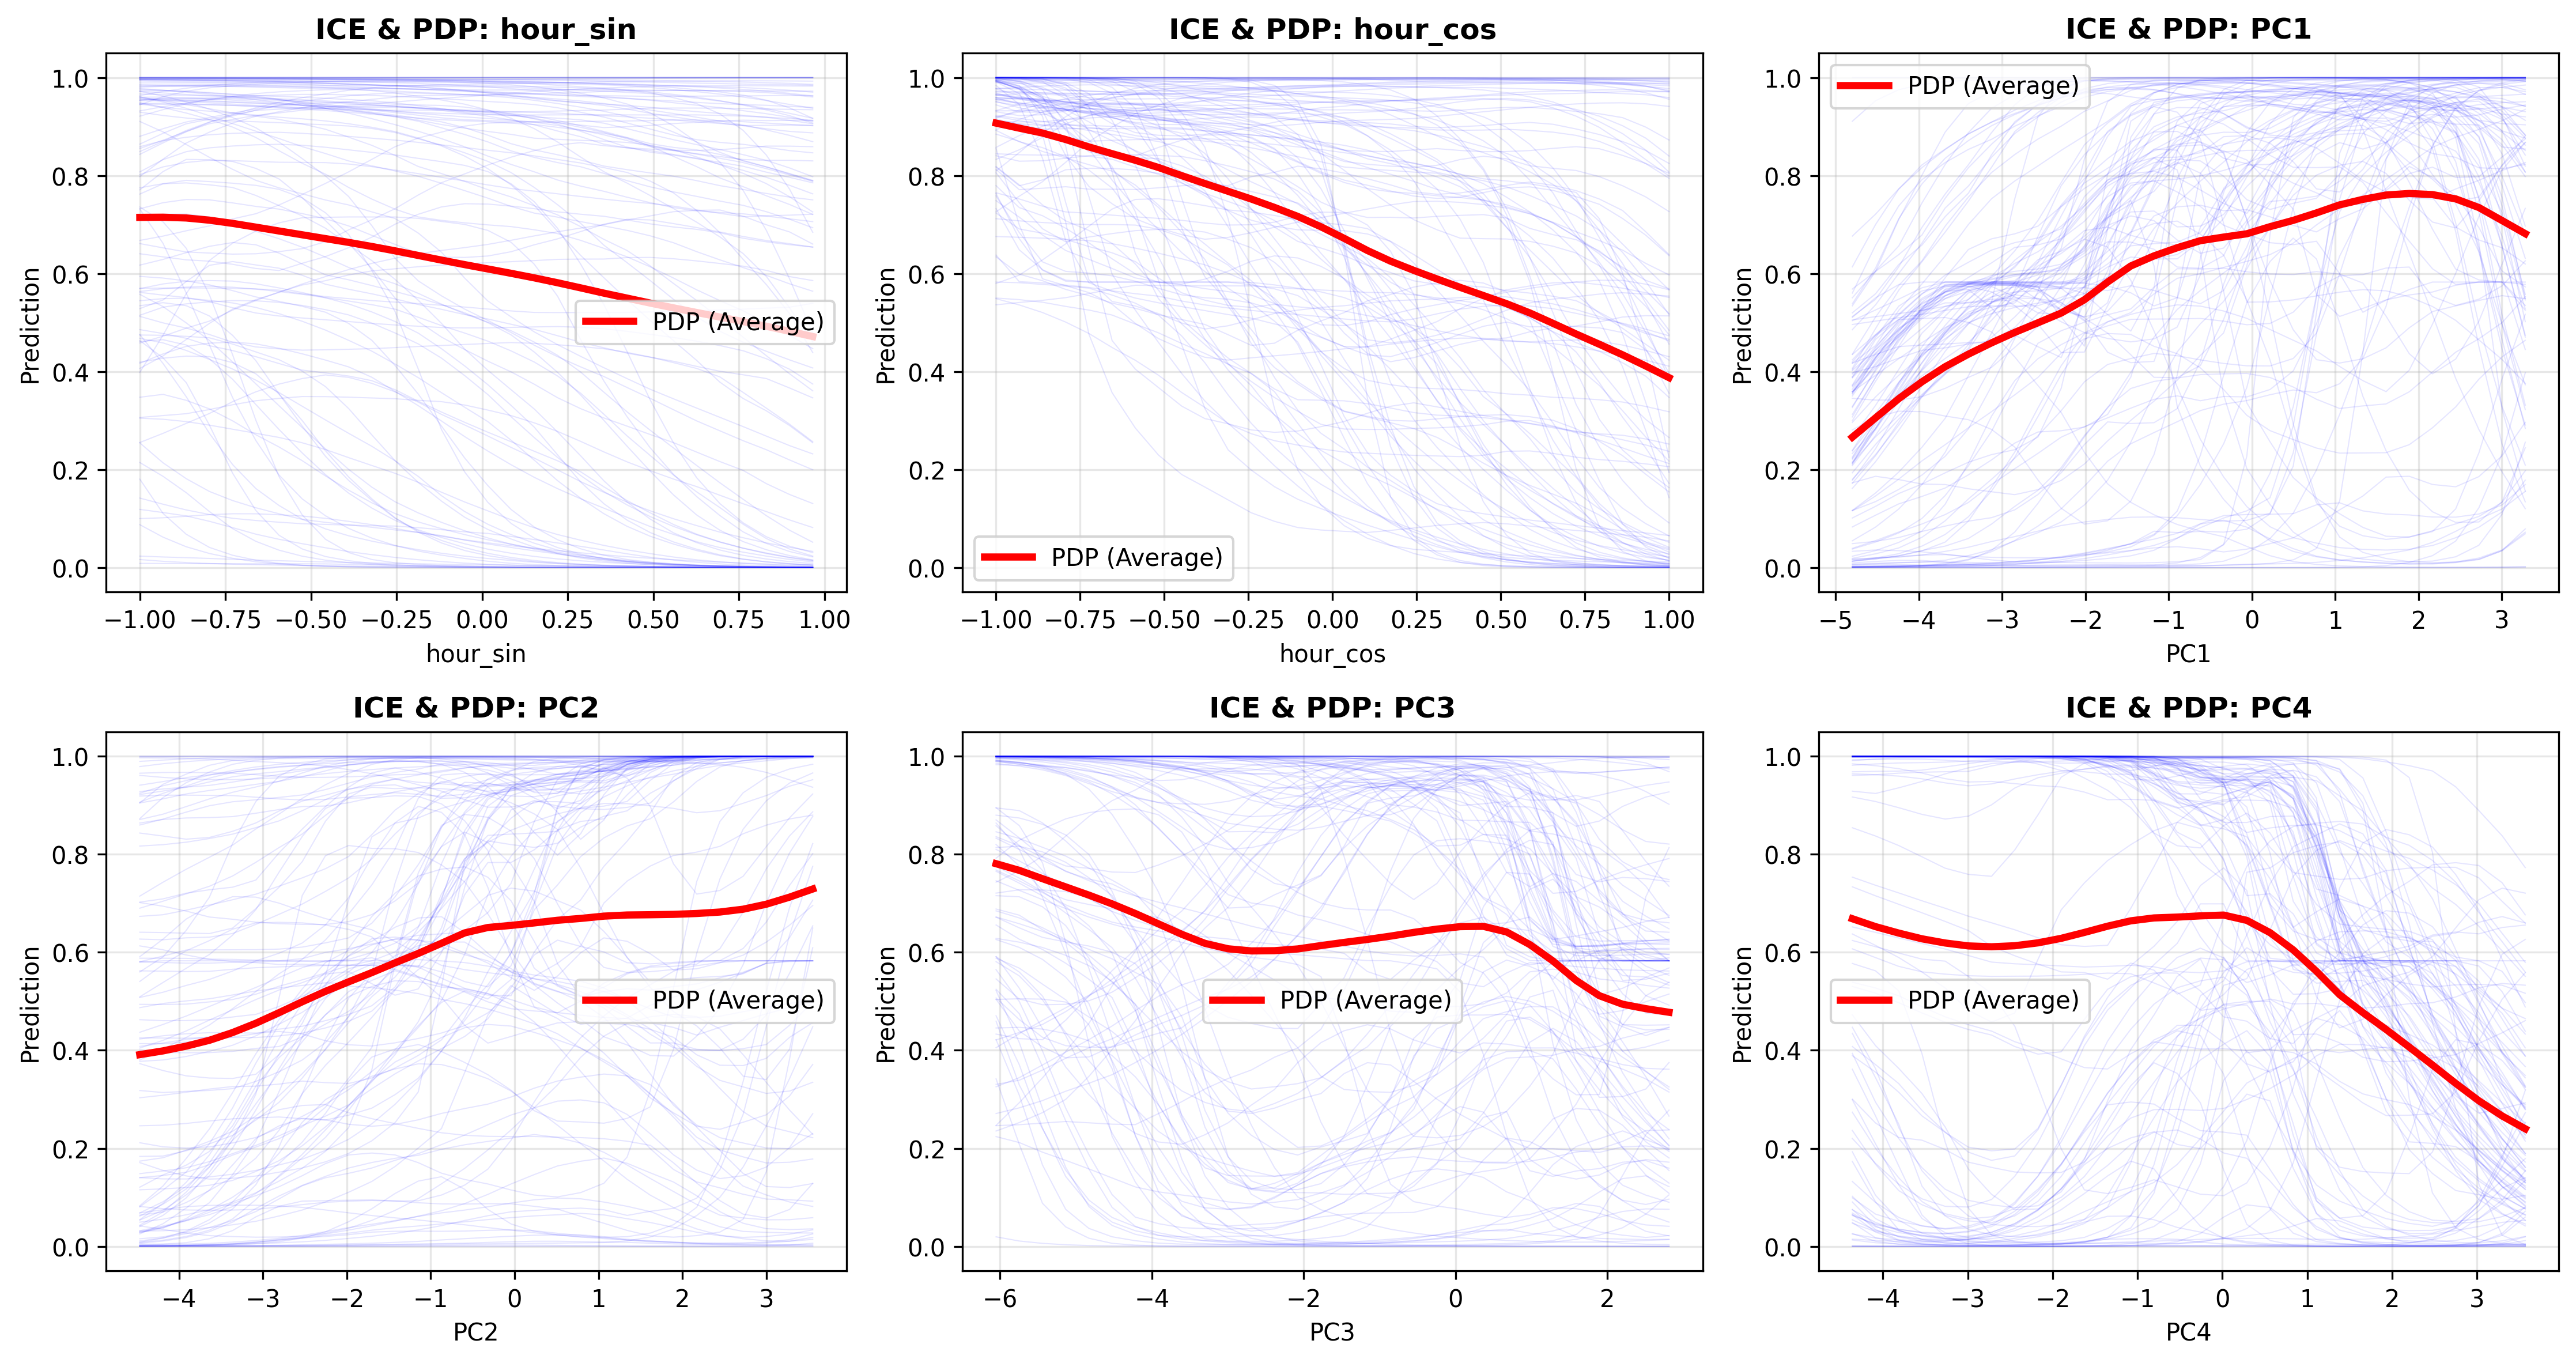 ICE & PDP: hour_sin
Prediction
1.0
0.8
0.6
0.4
0.2
0.0
PDP (Average)
−1.00 −0.75 −0.50 −0.25 0.00 0.25 0.50 0.75 1.00
hour_sin
ICE & PDP: hour_cos
Prediction
1.0
0.8
0.6
0.4
0.2
0.0
PDP (Average)
−1.00 −0.75 −0.50 −0.25 0.00 0.25 0.50 0.75 1.00
hour_cos
ICE & PDP: PC1
Prediction
1.0
0.8
0.6
0.4
0.2
0.0
PDP (Average)
−5 −4 −3 −2 −1 0 1 2 3
PC1
ICE & PDP: PC2
Prediction
1.0
0.8
0.6
0.4
0.2
0.0
PDP (Average)
−4 −3 −2 −1 0 1 2 3
PC2
ICE & PDP: PC3
Prediction
1.0
0.8
0.6
0.4
0.2
0.0
PDP (Average)
−6 −4 −2 0 2
PC3
ICE & PDP: PC4
Prediction
1.0
0.8
0.6
0.4
0.2
0.0
PDP (Average)
−4 −3 −2 −1 0 1 2 3
PC4